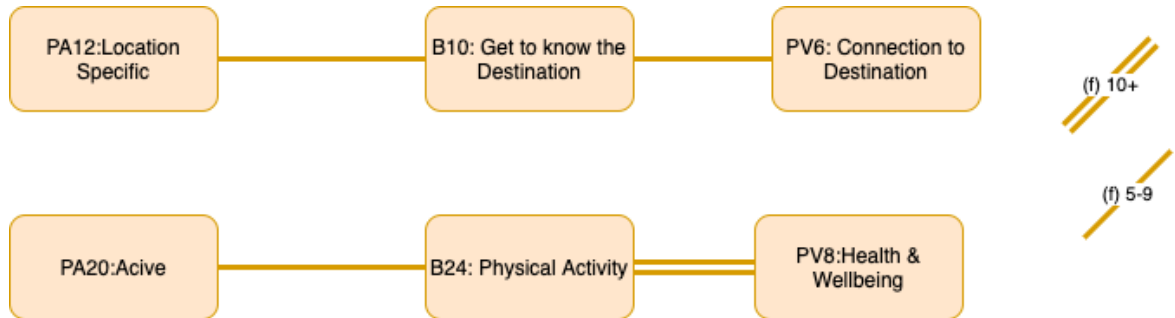 PA12:Location
Specific
B10: Get to know the
Destination
PV6: Connection to
Destination
(f) 10+
(f) 5-9
PA20:Acive
B24: Physical Activity
PV8:Health &
Wellbeing